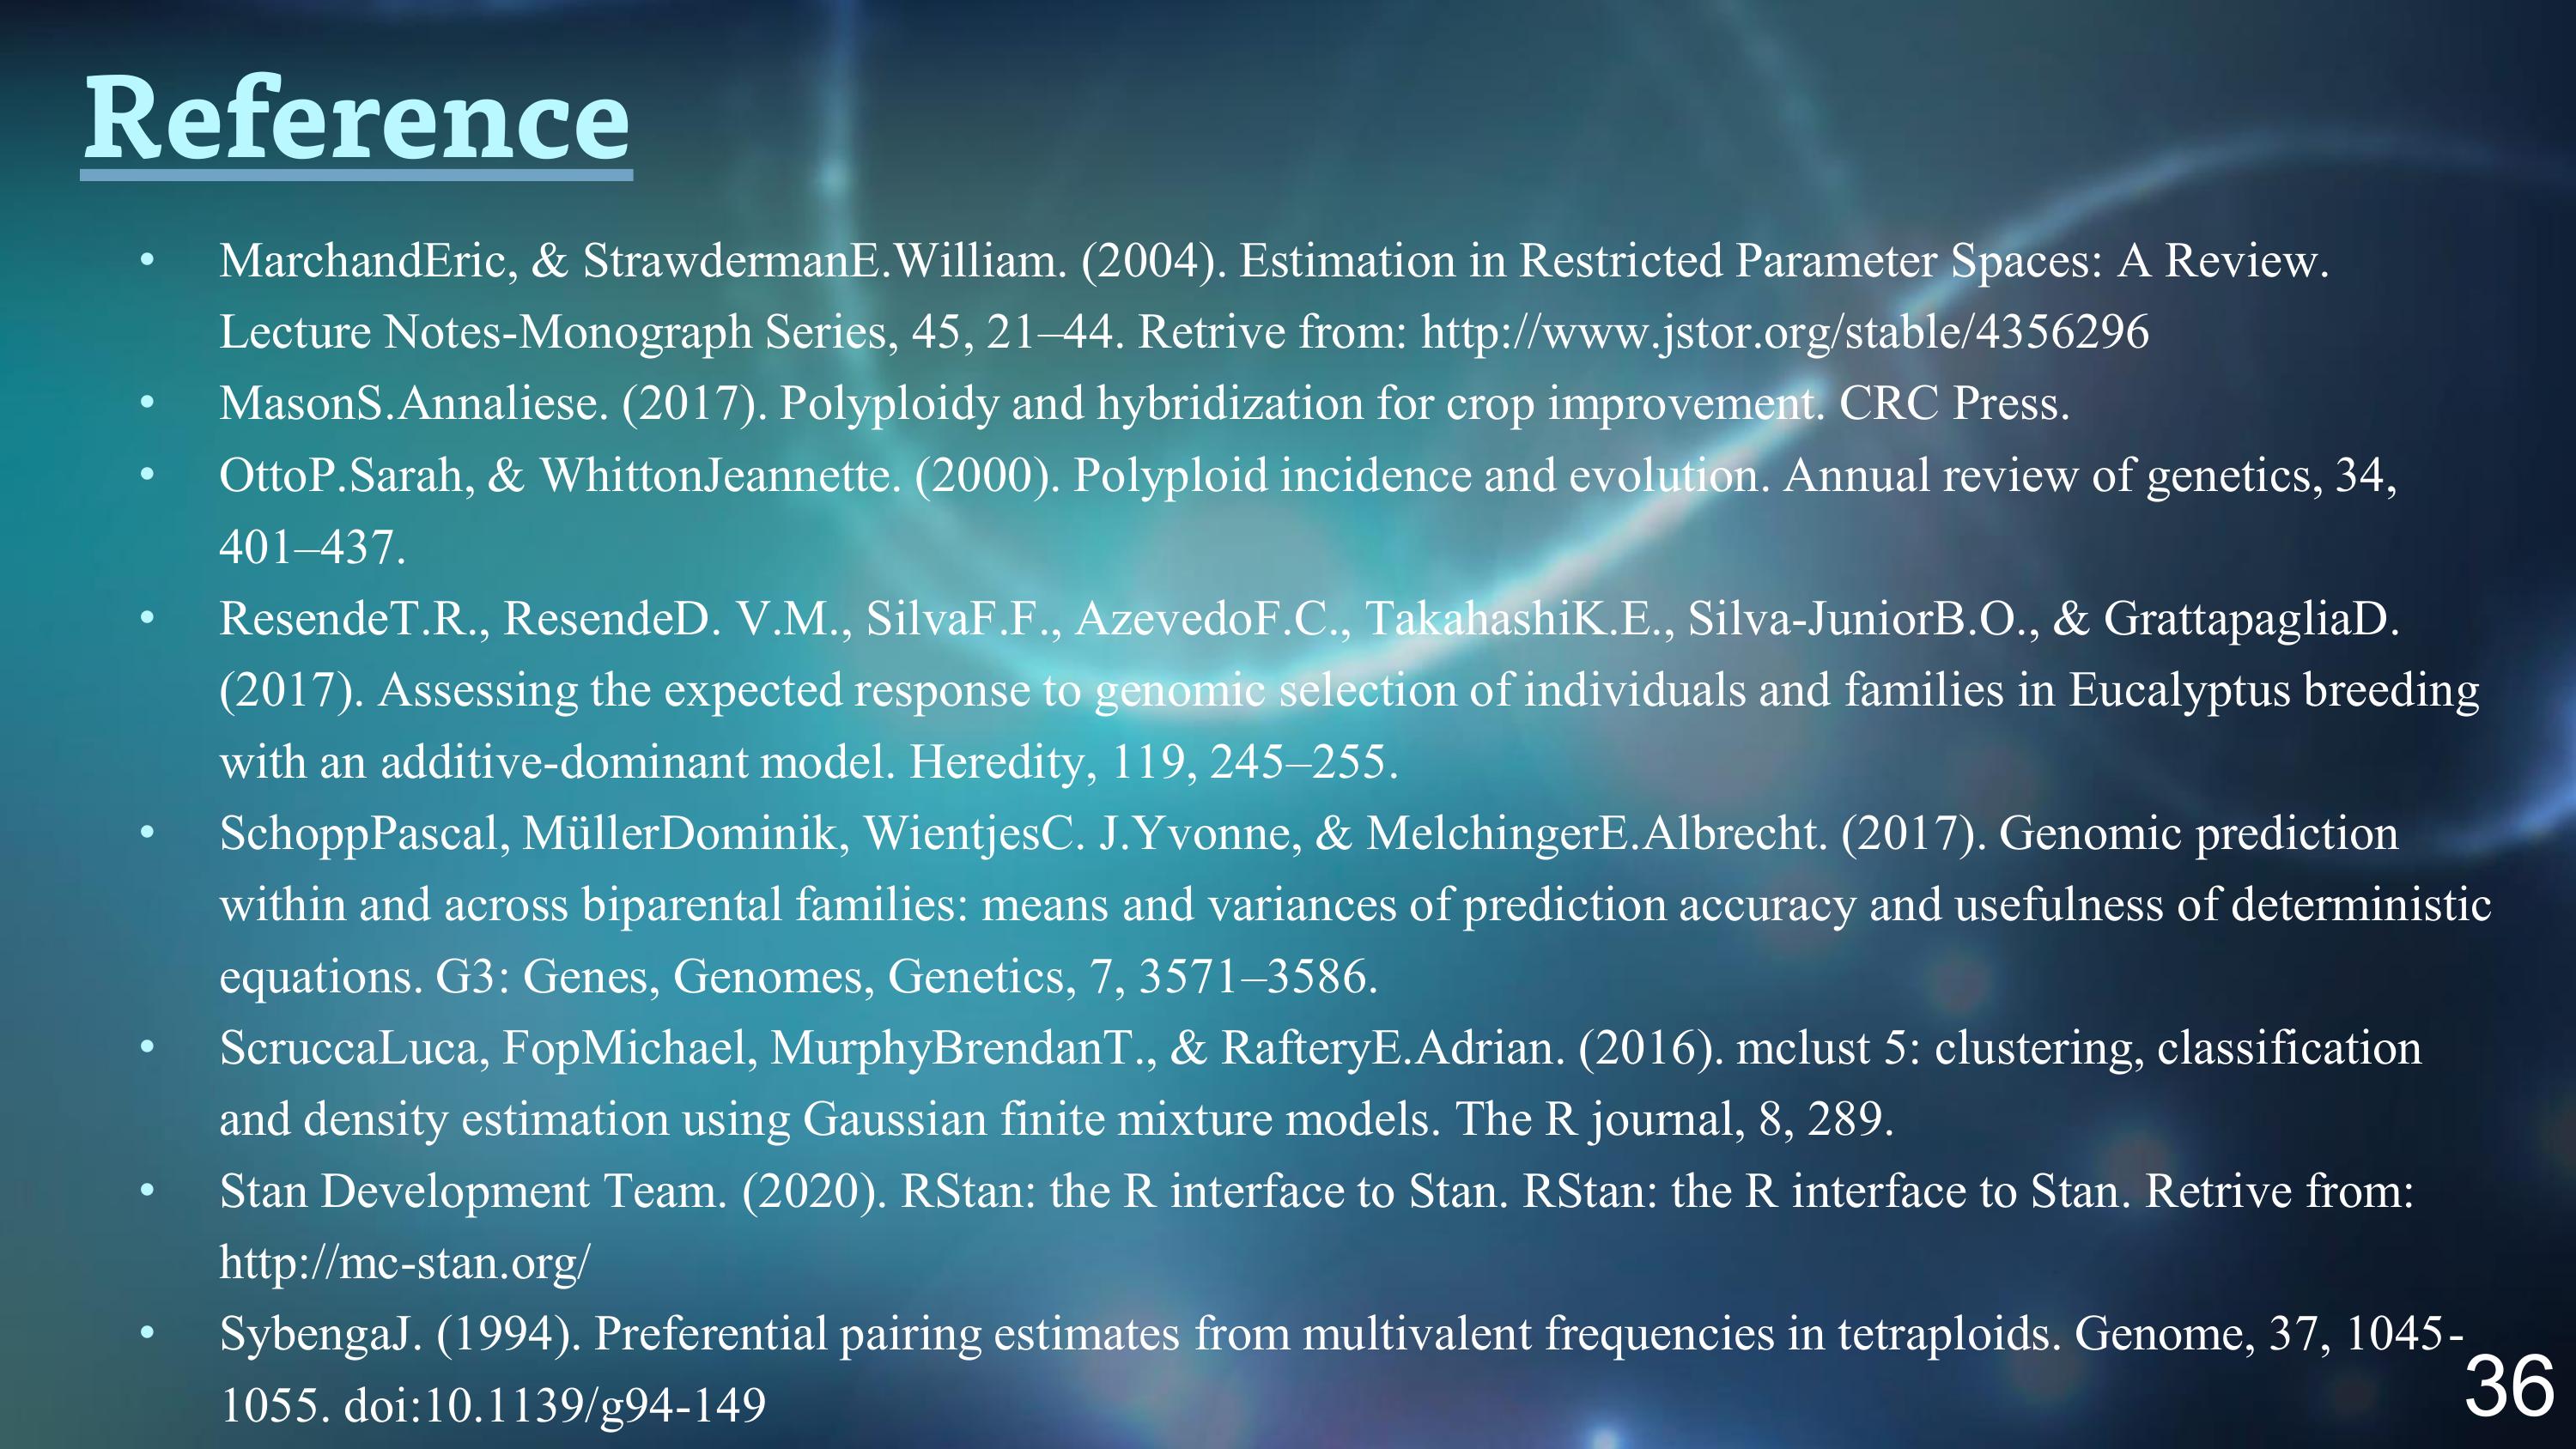 Reference
• MarchandEric, & StrawdermanE.William. (2004). Estimation in Restricted Parameter Spaces: A Review.
Lecture Notes-Monograph Series, 45, 21–44. Retrive from: http://www.jstor.org/stable/4356296
• MasonS.Annaliese. (2017). Polyploidy and hybridization for crop improvement. CRC Press.
• OttoP.Sarah, & WhittonJeannette. (2000). Polyploid incidence and evolution. Annual review of genetics, 34,
401–437.
• ResendeT.R., ResendeD. V.M., SilvaF.F., AzevedoF.C., TakahashiK.E., Silva-JuniorB.O., & GrattapagliaD.
(2017). Assessing the expected response to genomic selection of individuals and families in Eucalyptus breeding
with an additive-dominant model. Heredity, 119, 245–255.
• SchoppPascal, MüllerDominik, WientjesC. J.Yvonne, & MelchingerE.Albrecht. (2017). Genomic prediction
within and across biparental families: means and variances of prediction accuracy and usefulness of deterministic
equations. G3: Genes, Genomes, Genetics, 7, 3571–3586.
• ScruccaLuca, FopMichael, MurphyBrendanT., & RafteryE.Adrian. (2016). mclust 5: clustering, classification
and density estimation using Gaussian finite mixture models. The R journal, 8, 289.
• Stan Development Team. (2020). RStan: the R interface to Stan. RStan: the R interface to Stan. Retrive from:
http://mc-stan.org/
• SybengaJ. (1994). Preferential pairing estimates from multivalent frequencies in tetraploids. Genome, 37, 1045-
1055. doi:10.1139/g94-149
36